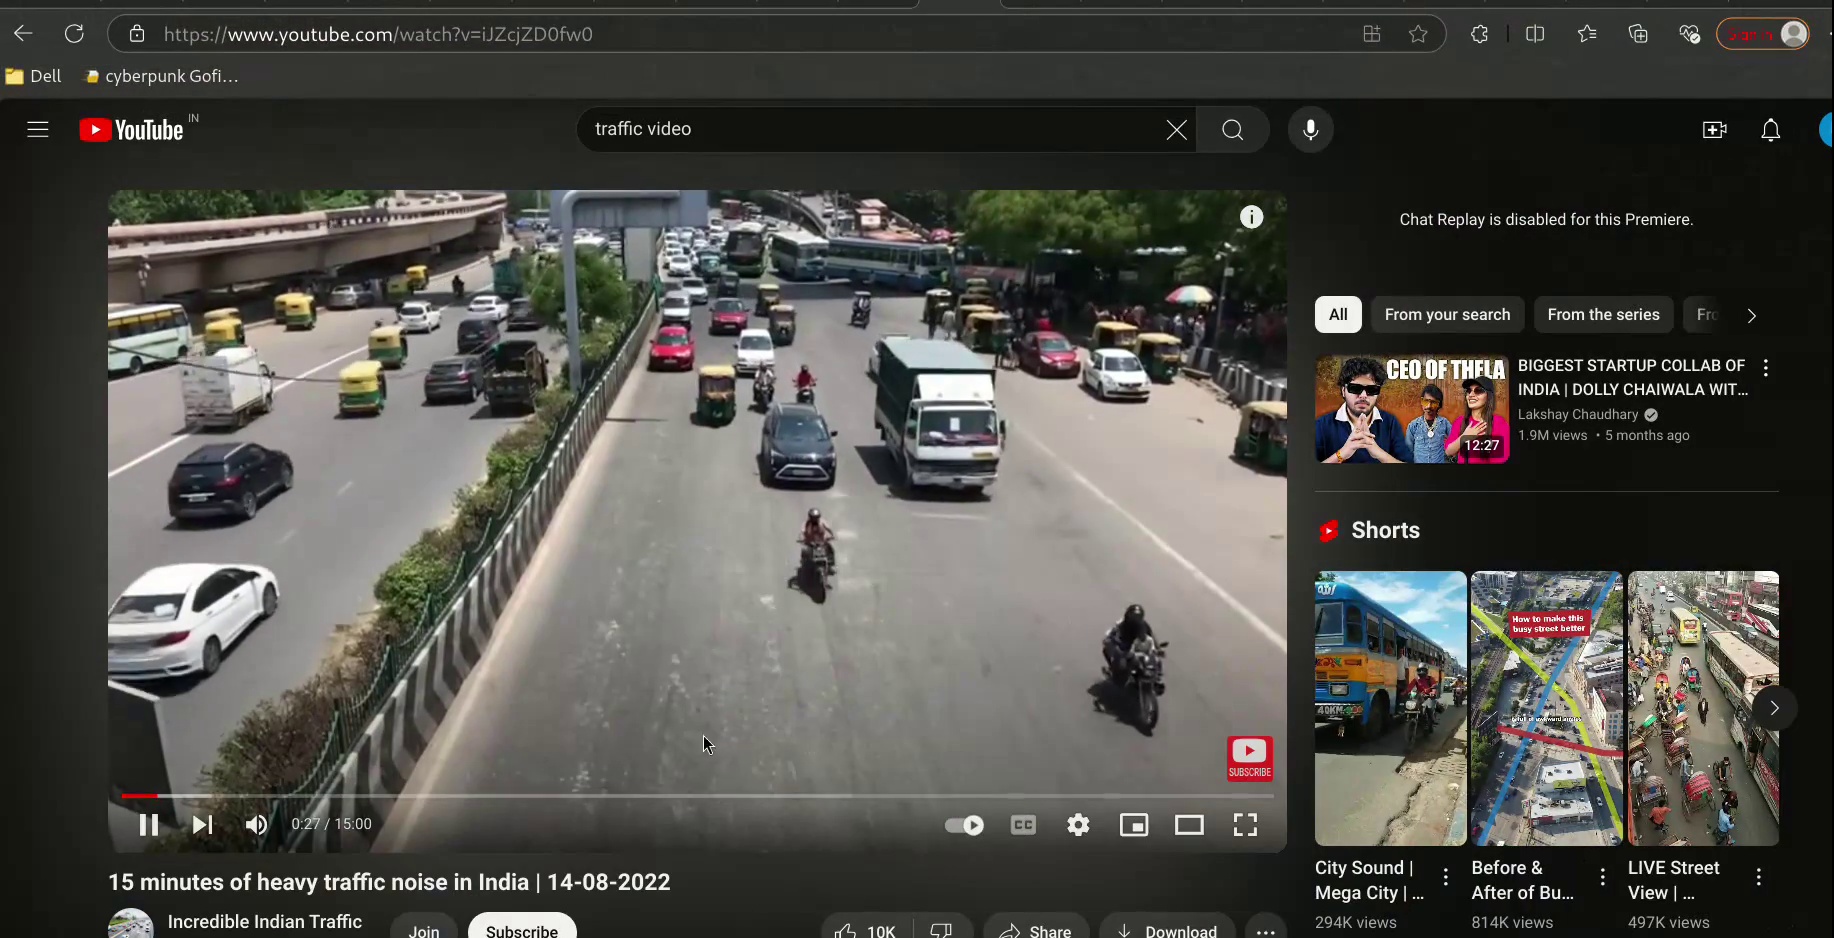 https://www.youtube.com/watch?v=iJZcjZD0fw0
Sign in
Dell
cyberpunk Gofi...
YouTube IN
traffic video
Chat Replay is disabled for this Premiere.
All
From your search
From the series
Fro
CEO OF THELA
12:27
BIGGEST STARTUP COLLAB OF
INDIA | DOLLY CHAIWALA WIT...
Lakshay Chaudhary
1.9M views • 5 months ago
Shorts
How to make this
busy street better
SUBSCRIBE
0:27 / 15:00
CC
15 minutes of heavy traffic noise in India | 14-08-2022
Incredible Indian Traffic
Join
Subscribe
10K
Share
Download
City Sound |
Mega City | ...
294K views
Before &
After of Bu...
814K views
LIVE Street
View | ...
497K views